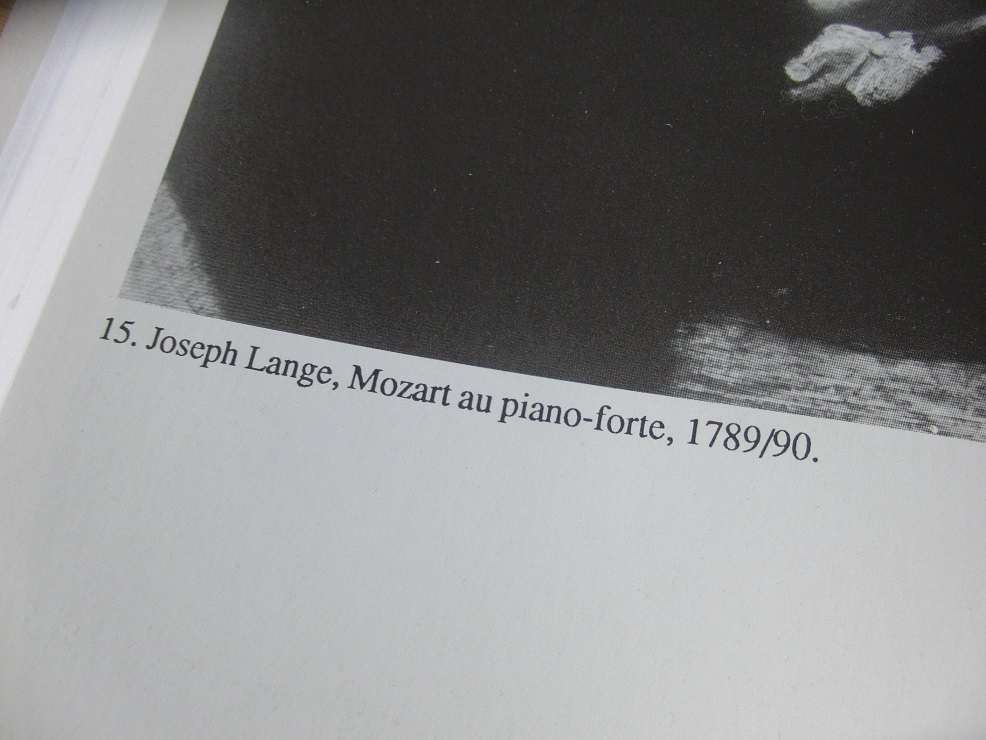 15. Joseph Lange, Mozart au piano-forte, 1789/90.